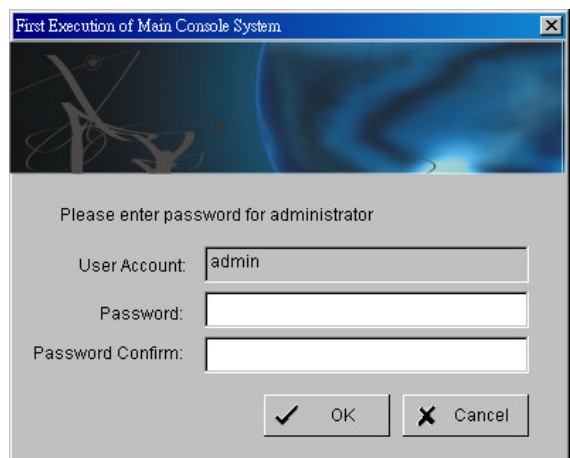 First Execution of Main Console System
Please enter password for administrator
User Account: admin
Password:
Password Confirm:
OK Cancel